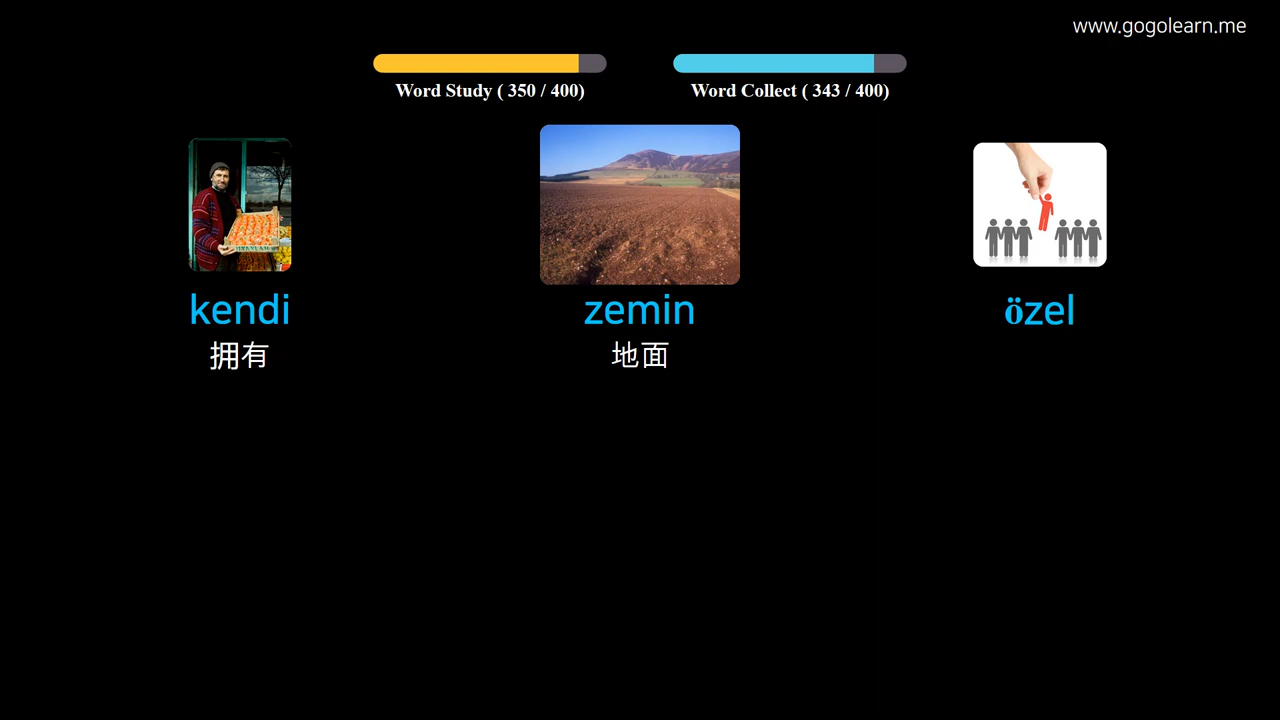 www.gogolearn.me
Word Study ( 350 / 400)
Word Collect ( 343 / 400)
kendi
拥有
zemin
地面
özel